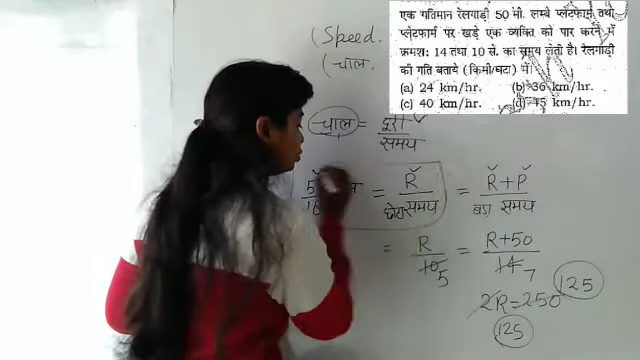 एक गतिमान रेलगाड़ी 50 मी. लम्बे प्लेटफार्म तथा
प्लेटफार्म पर खड़े एक व्यक्ति को पार करने में
क्रमश: 14 तथा 10 से. का समय लेती है। रेलगाड़ी
की गति बताये (किमी/घंटा) में।
(a) 24 km/hr. (b) 36 km/hr.
(c) 40 km/hr. (d) 45 km/hr.
(Speed.
(चाल.
चाल = दूरी / समय
5 / 18 = R / छोटा समय = R+P / बड़ा समय
= R / 10 5 = R+50 / 14 7
2R = 250 125
125